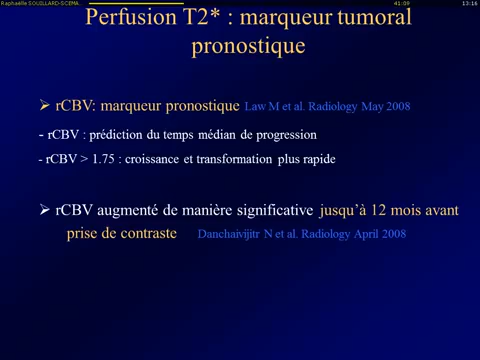 Raphaëlle SOUILLARD-SCEMA... 41:09 13:16
Perfusion T2* : marqueur tumoral
pronostique
➢ rCBV: marqueur pronostique Law M et al. Radiology May 2008
- rCBV : prédiction du temps médian de progression
- rCBV > 1.75 : croissance et transformation plus rapide
➢ rCBV augmenté de manière significative jusqu’à 12 mois avant
prise de contraste Danchaivijitr N et al. Radiology April 2008